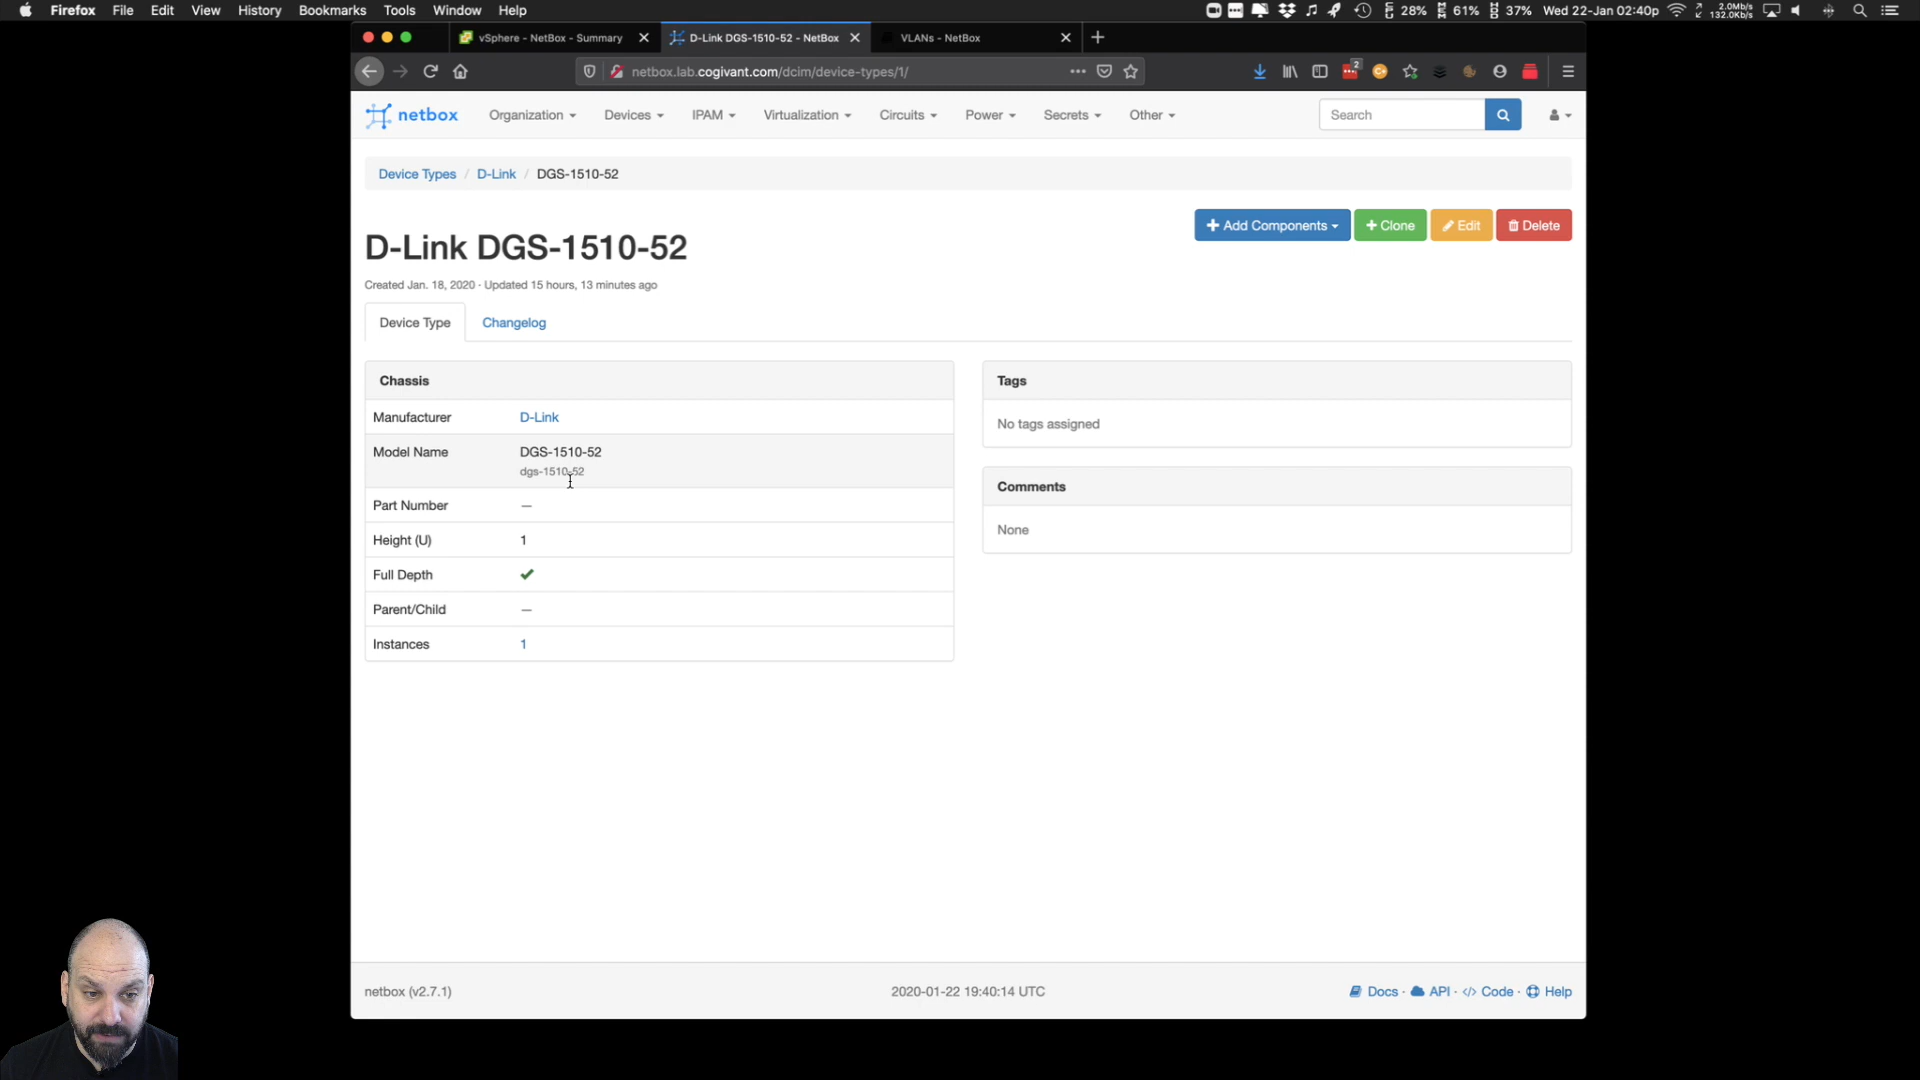 Firefox File Edit View History Bookmarks Tools Window Help 28% 61% 37% Wed 22-Jan 02:40p 2.0Mb/s 132.0Kb/s
vSphere - NetBox - Summary D-Link DGS-1510-52 - NetBox VLANs - NetBox
netbox.lab.cogivant.com/dcim/device-types/1/ 2
netbox Organization Devices IPAM Virtualization Circuits Power Secrets Other Search
Device Types / D-Link / DGS-1510-52
Add Components Clone Edit Delete
D-Link DGS-1510-52
Created Jan. 18, 2020 · Updated 15 hours, 13 minutes ago
Device Type Changelog
Chassis
Manufacturer D-Link
Model Name DGS-1510-52
dgs-1510-52
Part Number —
Height (U) 1
Full Depth
Parent/Child —
Instances 1
Tags
No tags assigned
Comments
None
netbox (v2.7.1) 2020-01-22 19:40:14 UTC Docs · API · Code · Help